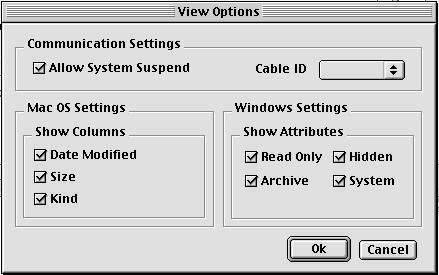 View Options
Communication Settings
Allow System Suspend Cable ID
Mac OS Settings Windows Settings
Show Columns Show Attributes
Date Modified Read Only Hidden
Size Archive System
Kind
Ok Cancel